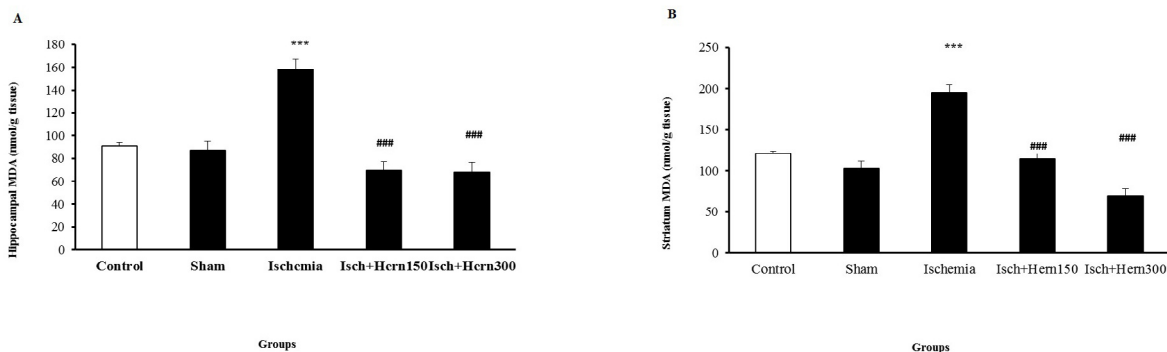 A
Hippocampal MDA (nmol/g tissue)
180
160
140
120
100
80
60
40
20
0
***
###
###
Control Sham Ischemia Isch+Hern150 Isch+Hern300
Groups
B
Striatum MDA (nmol/g tissue)
250
200
150
100
50
0
***
###
###
Control Sham Ischemia Isch+Hern150 Isch+Hern300
Groups